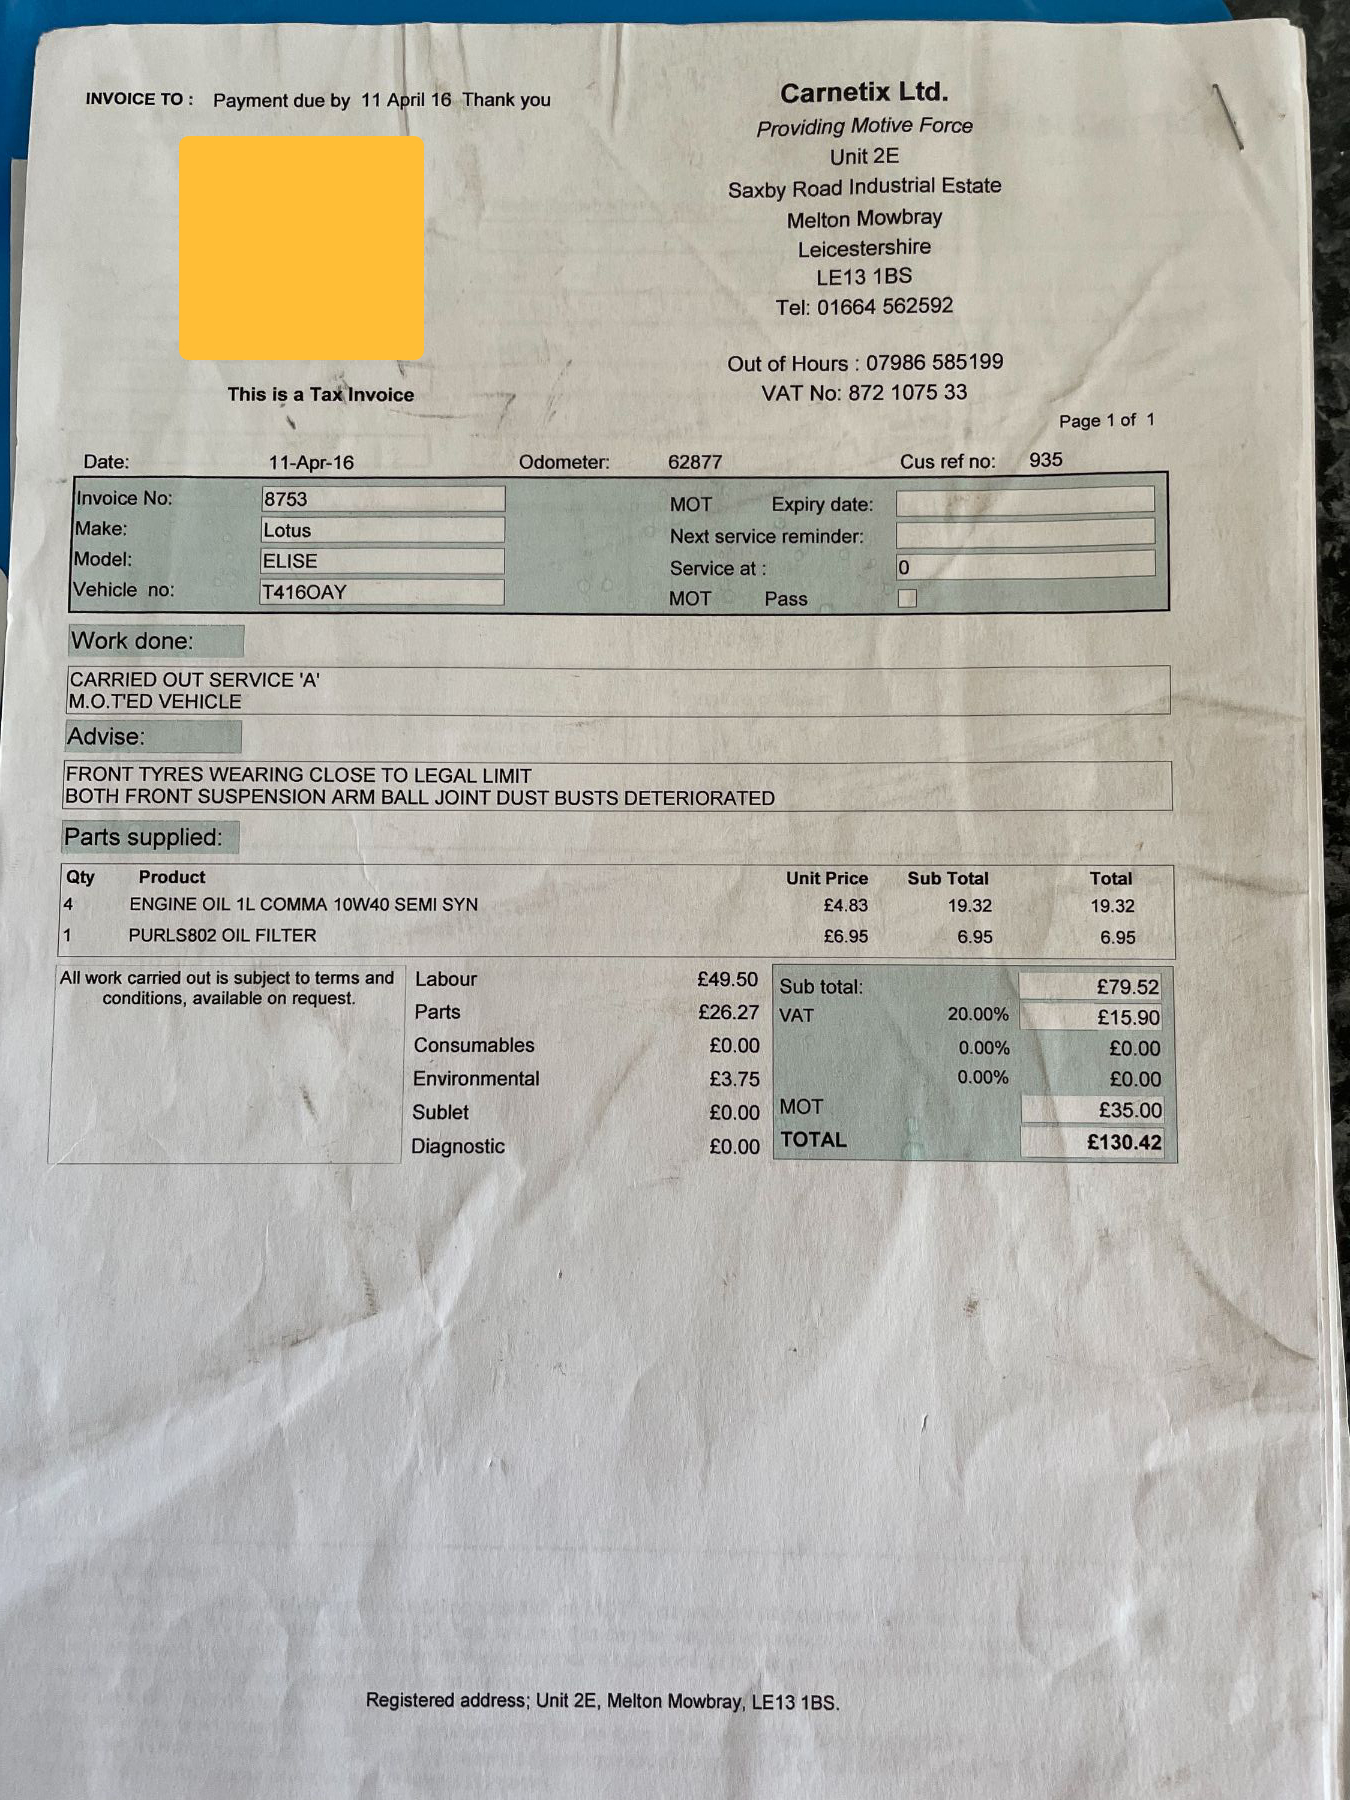 INVOICE TO : Payment due by 11 April 16 Thank you
Carnetix Ltd.
Providing Motive Force
Unit 2E
Saxby Road Industrial Estate
Melton Mowbray
Leicestershire
LE13 1BS
Tel: 01664 562592
Out of Hours : 07986 585199
VAT No: 872 1075 33
This is a Tax Invoice
Page 1 of 1
Date: 11-Apr-16 Odometer: 62877 Cus ref no: 935
Invoice No: 8753 MOT Expiry date:
Make: Lotus Next service reminder:
Model: ELISE Service at : 0
Vehicle no: T416OAY MOT Pass
Work done:
CARRIED OUT SERVICE 'A'
M.O.T'ED VEHICLE
Advise:
FRONT TYRES WEARING CLOSE TO LEGAL LIMIT
BOTH FRONT SUSPENSION ARM BALL JOINT DUST BUSTS DETERIORATED
Parts supplied:
Qty Product Unit Price Sub Total Total
4 ENGINE OIL 1L COMMA 10W40 SEMI SYN £4.83 19.32 19.32
1 PURLS802 OIL FILTER £6.95 6.95 6.95
All work carried out is subject to terms and
conditions, available on request.
Labour £49.50
Parts £26.27
Consumables £0.00
Environmental £3.75
Sublet £0.00
Diagnostic £0.00
Sub total: £79.52
VAT 20.00% £15.90
0.00% £0.00
0.00% £0.00
MOT £35.00
TOTAL £130.42
Registered address; Unit 2E, Melton Mowbray, LE13 1BS.